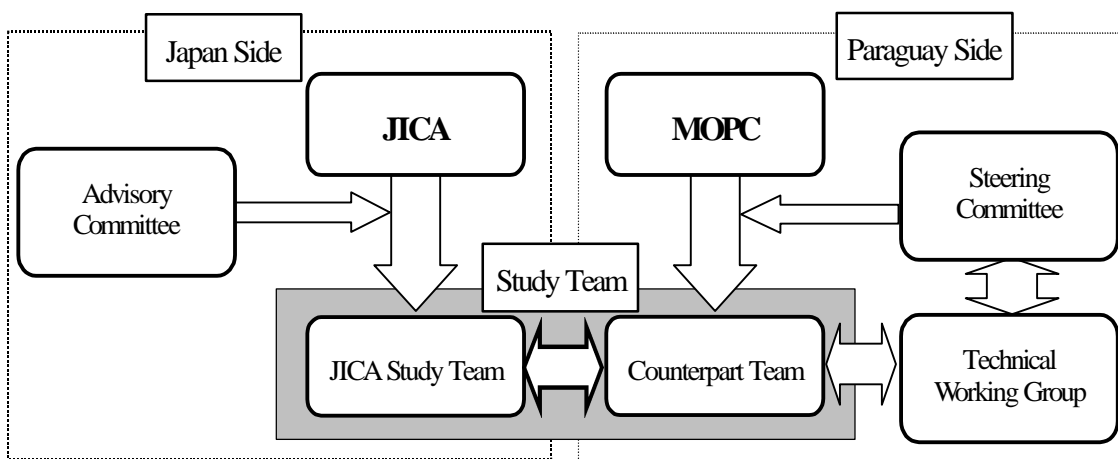 Japan Side
Paraguay Side
JICA
MOPC
Advisory
Committee
Steering
Committee
Study Team
JICA Study Team
Counterpart Team
Technical
Working Group